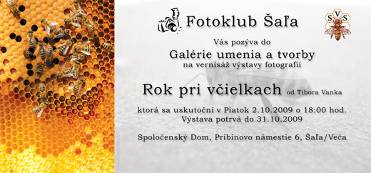 Fotoklub Šaľa
SVS
Vás pozýva do
Galérie umenia a tvorby
na vernisáž výstavy fotografií
Rok pri včielkach od Tibora Vanka
ktorá sa uskutoční v Piatok 2.10.2009 o 18:00 hod.
Výstava potrvá do 31.10.2009
Spoločenský Dom, Pribinovo námestie 6, Šaľa/Veča